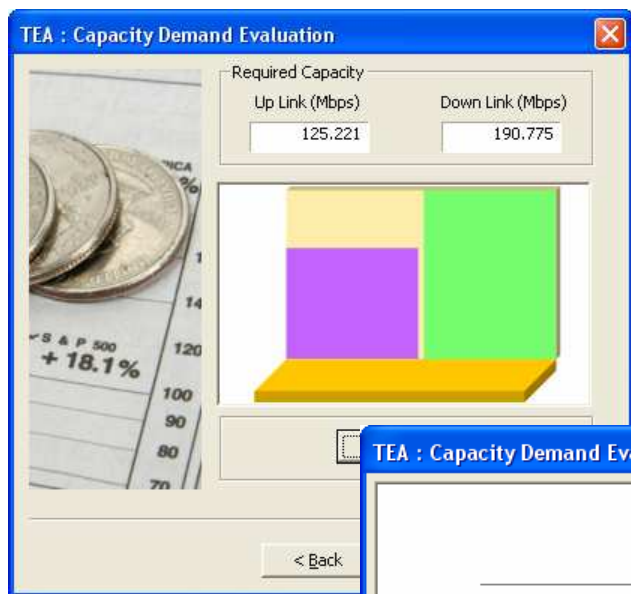 TEA : Capacity Demand Evaluation
Required Capacity
Up Link (Mbps) Down Link (Mbps)
125.221 190.775
%
1
14
S & P 500
+ 18.1%
120
100
90
80
70
< Back
TEA : Capacity Demand Ev